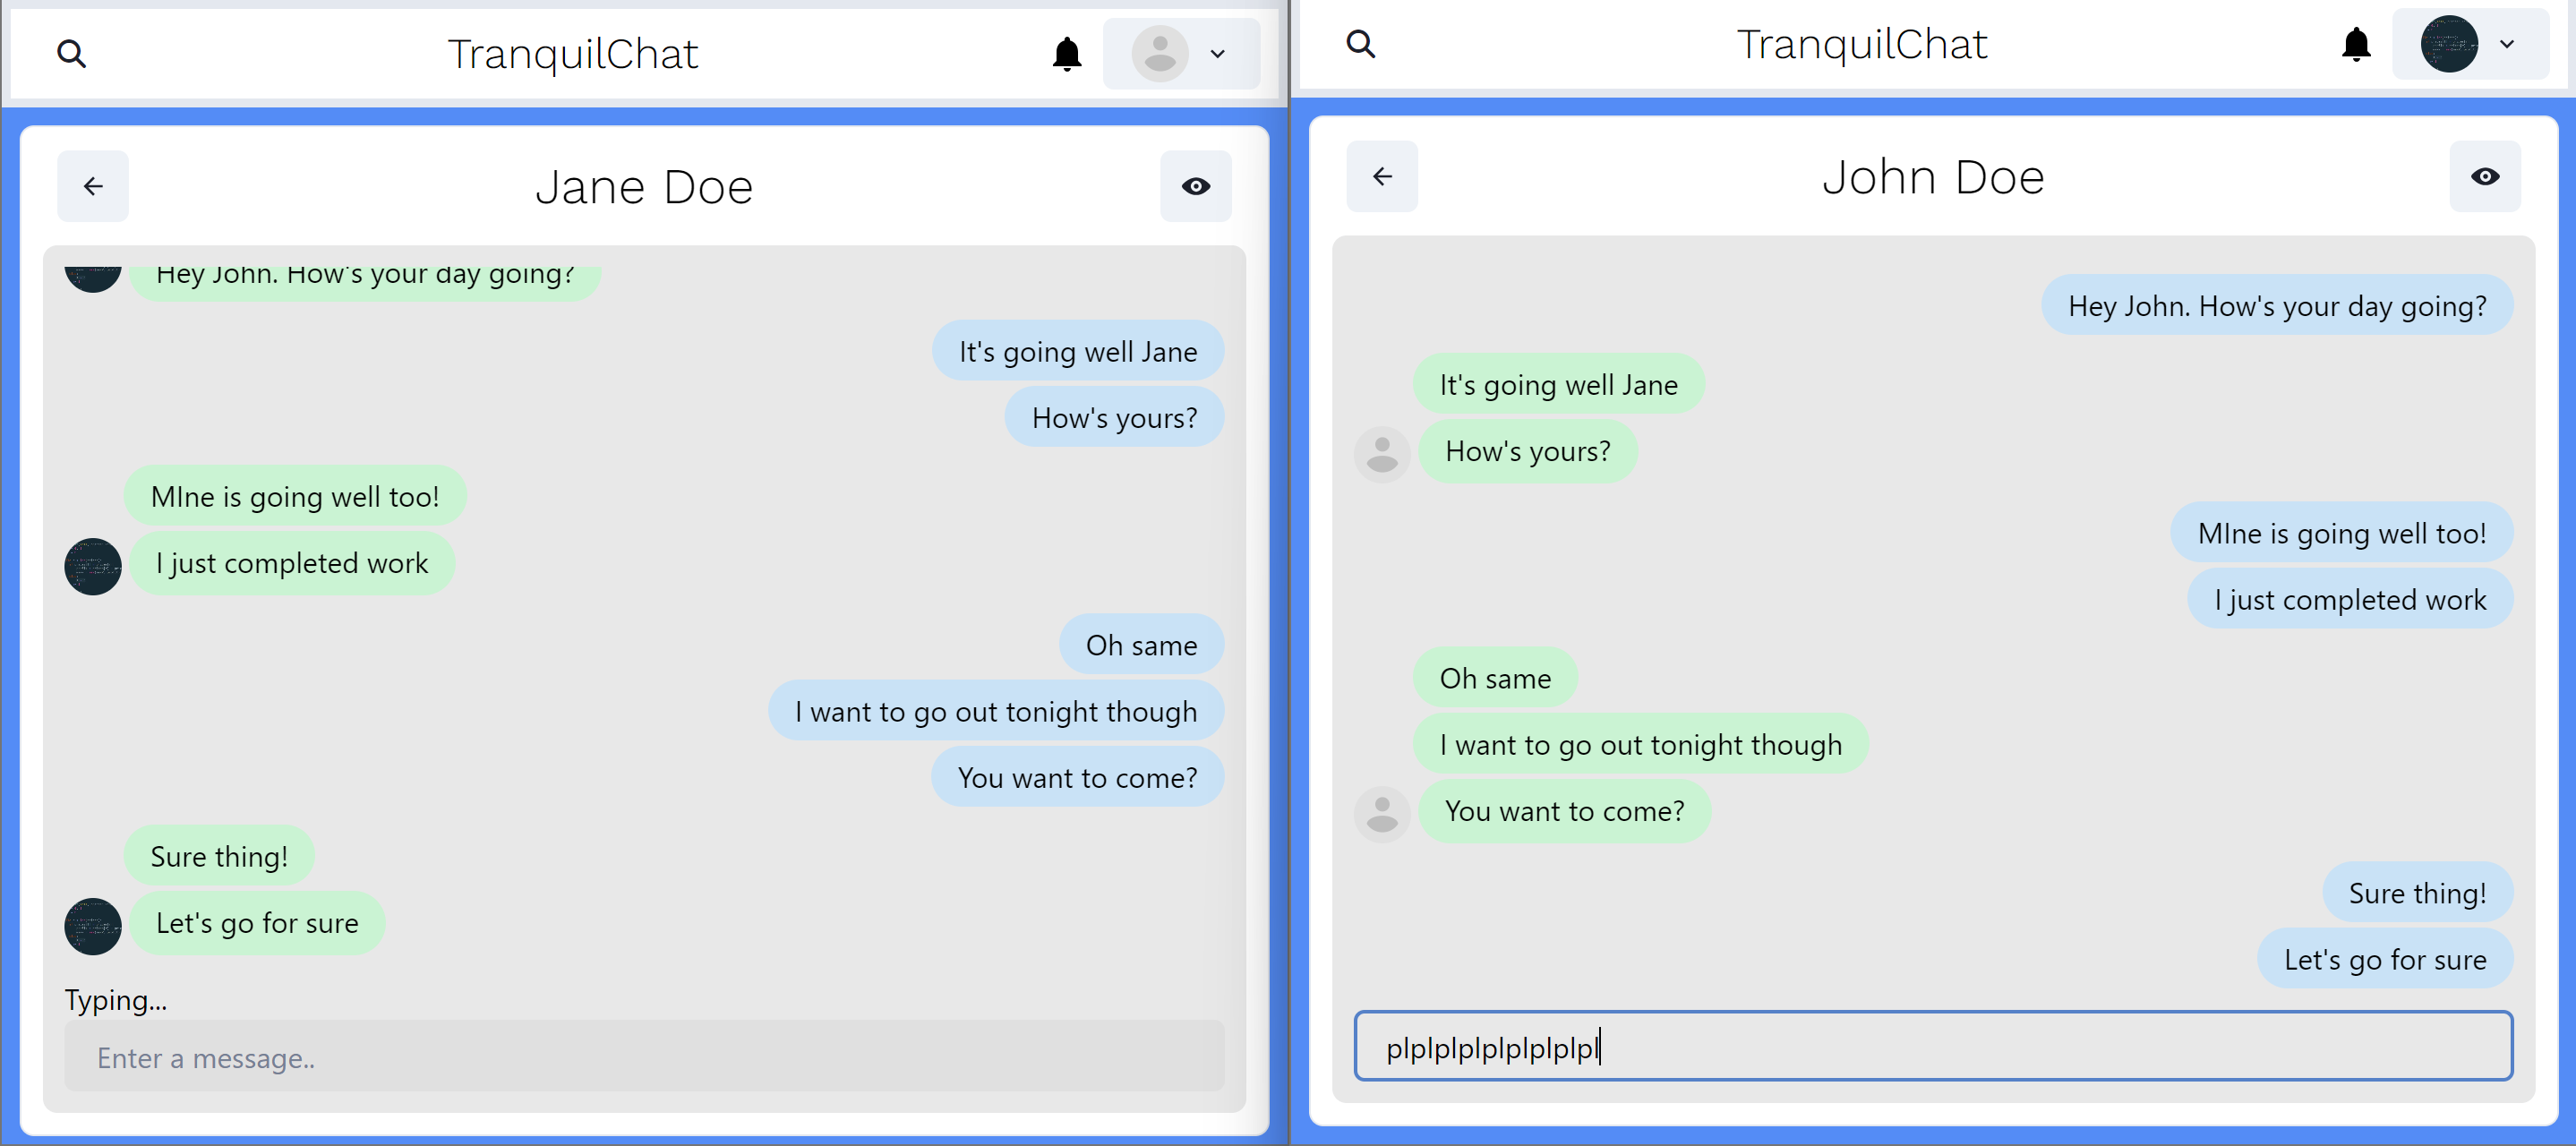 TranquilChat
Jane Doe
Hey John. How's your day going?
It's going well Jane
How's yours?
MIne is going well too!
I just completed work
Oh same
I want to go out tonight though
You want to come?
Sure thing!
Let's go for sure
Typing...
Enter a message..
TranquilChat
John Doe
Hey John. How's your day going?
It's going well Jane
How's yours?
MIne is going well too!
I just completed work
Oh same
I want to go out tonight though
You want to come?
Sure thing!
Let's go for sure
plplplplplplplplpl